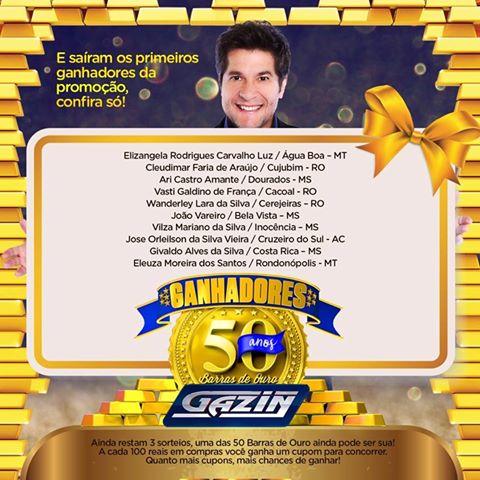 E saíram os primeiros
ganhadores da
promoção,
confira só!
Elizangela Rodrigues Carvalho Luz / Água Boa – MT
Cleudimar Faria de Araújo / Cujubim - RO
Ari Castro Amante / Dourados - MS
Vasti Galdino de França / Cacoal - RO
Wanderley Lara da Silva / Cerejeiras – RO
João Vareiro / Bela Vista – MS
Vilza Mariano da Silva / Inocência – MS
Jose Orleilson da Silva Vieira / Cruzeiro do Sul - AC
Givaldo Alves da Silva / Costa Rica – MS
Eleuza Moreira dos Santos / Rondonópolis - MT
GANHADORES
50 anos
Barras de Ouro
GAZIN
Ainda restam 3 sorteios, uma das 50 Barras de Ouro ainda pode ser sua!
A cada 100 reais em compras você ganha um cupom para concorrer.
Quanto mais cupons, mais chances de ganhar!